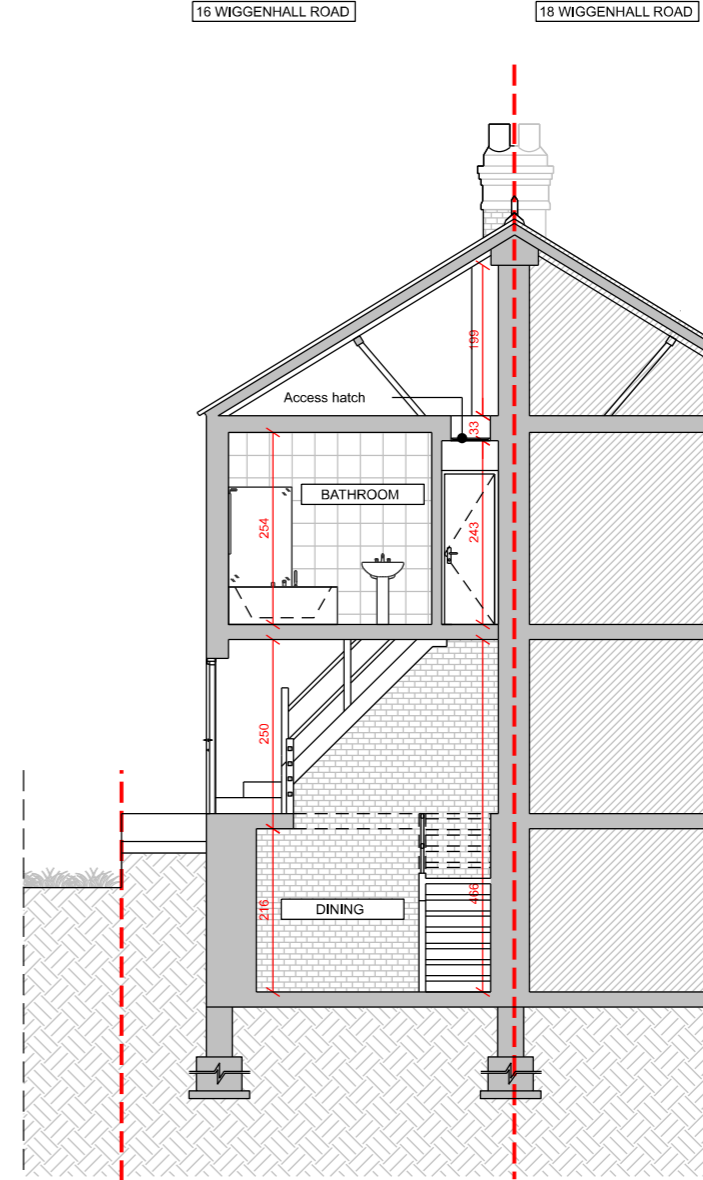 16 WIGGENHALL ROAD
18 WIGGENHALL ROAD
199
Access hatch
33
BATHROOM
254
243
250
216
DINING
466